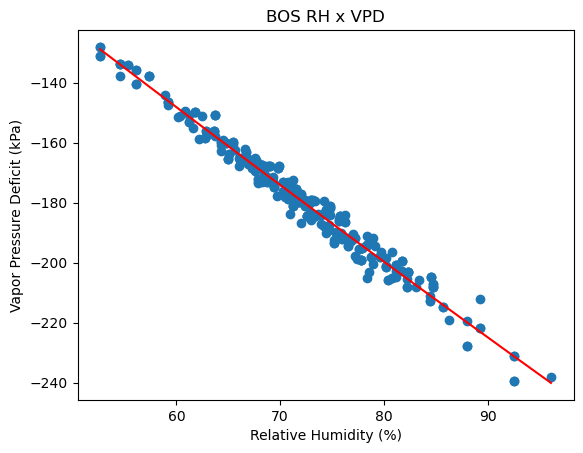 BOS RH x VPD
Vapor Pressure Deficit (kPa)
−140
−160
−180
−200
−220
−240
60 70 80 90
Relative Humidity (%)